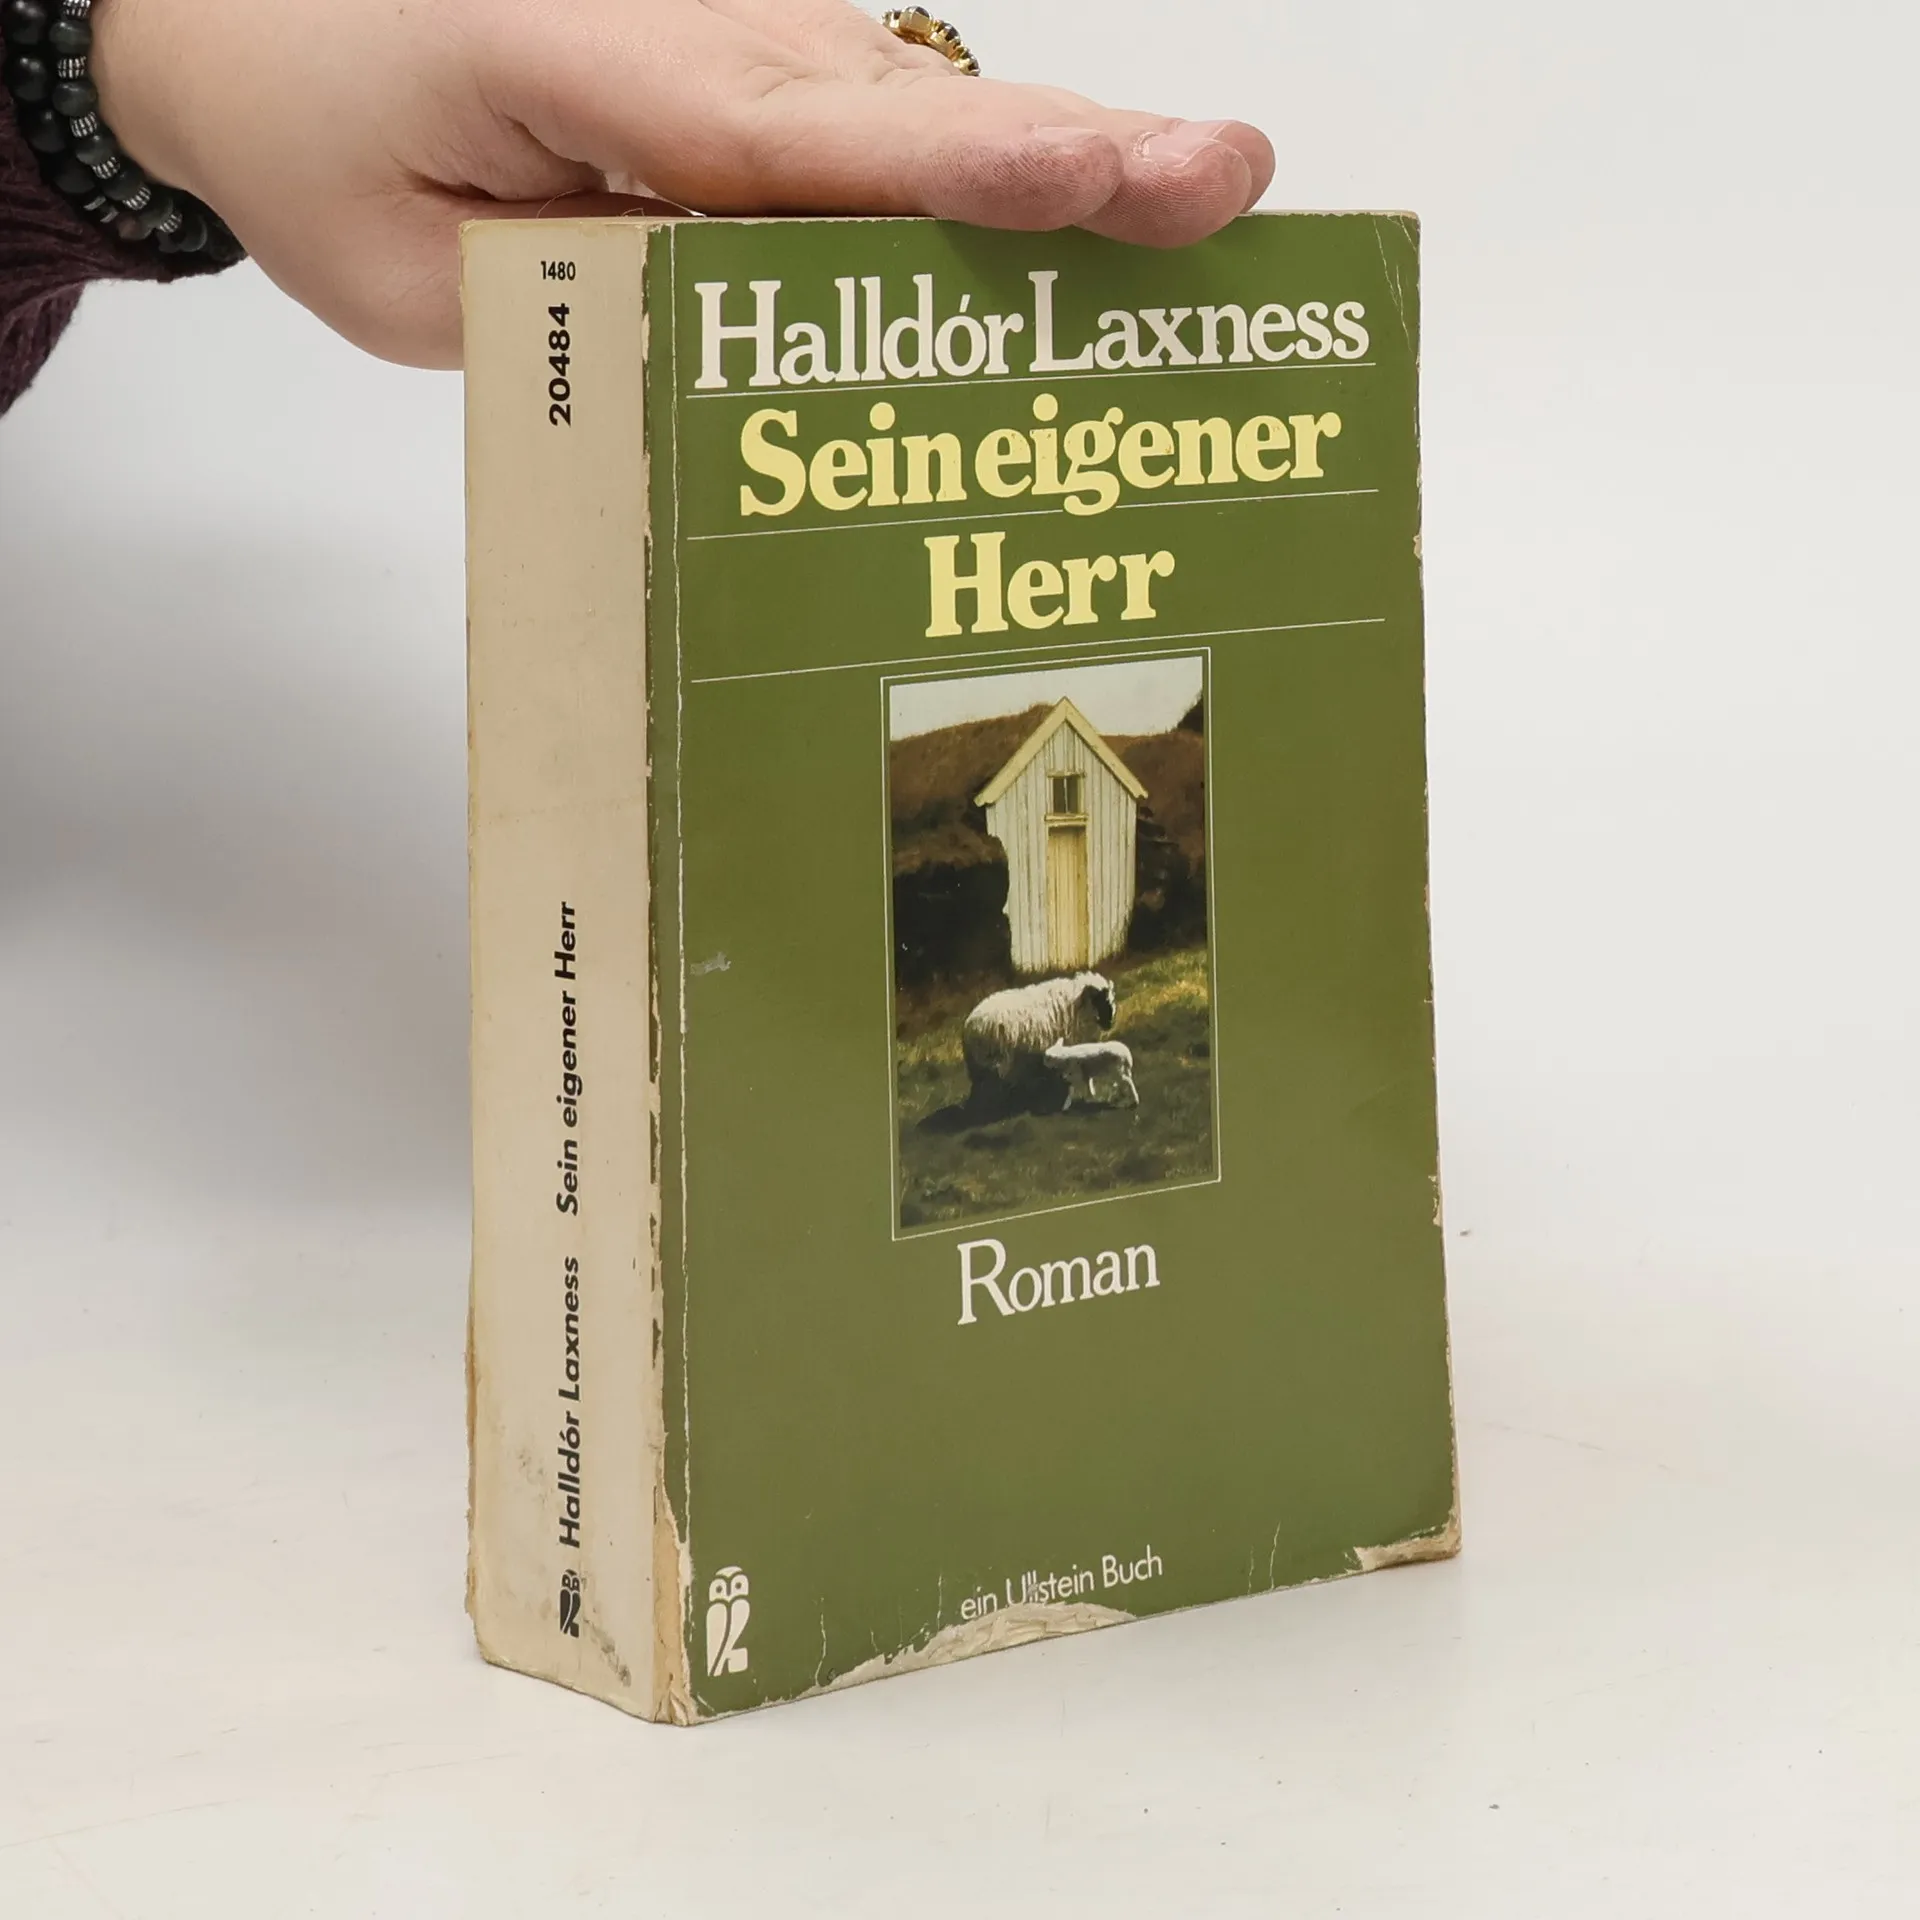 1480
20484
Halldór Laxness Sein eigener Herr
Halldór Laxness
Sein eigener
Herr
Roman
ein Ullstein Buch